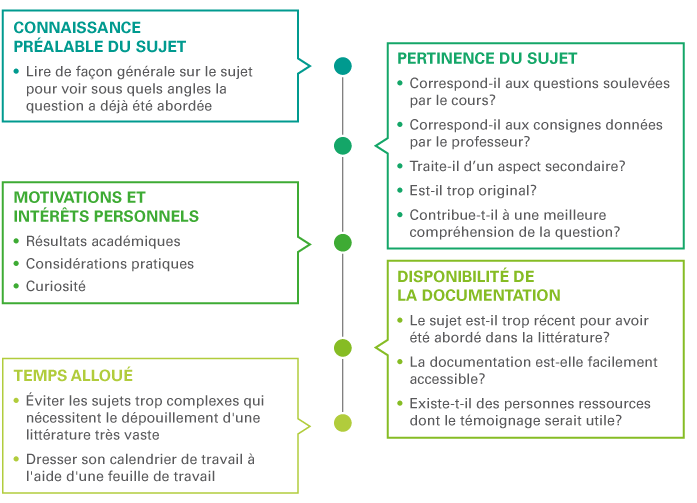 CONNAISSANCE
PRÉALABLE DU SUJET
• Lire de façon générale sur le sujet
pour voir sous quels angles la
question a déjà été abordée
PERTINENCE DU SUJET
• Correspond-il aux questions soulevées
par le cours?
• Correspond-il aux consignes données
par le professeur?
• Traite-il d'un aspect secondaire?
• Est-il trop original?
• Contribue-t-il à une meilleure
compréhension de la question?
MOTIVATIONS ET
INTÉRÊTS PERSONNELS
• Résultats académiques
• Considérations pratiques
• Curiosité
DISPONIBILITÉ DE
LA DOCUMENTATION
• Le sujet est-il trop récent pour avoir
été abordé dans la littérature?
• La documentation est-elle facilement
accessible?
• Existe-t-il des personnes ressources
dont le témoignage serait utile?
TEMPS ALLOUÉ
• Éviter les sujets trop complexes qui
nécessitent le dépouillement d'une
littérature très vaste
• Dresser son calendrier de travail à
l'aide d'une feuille de travail